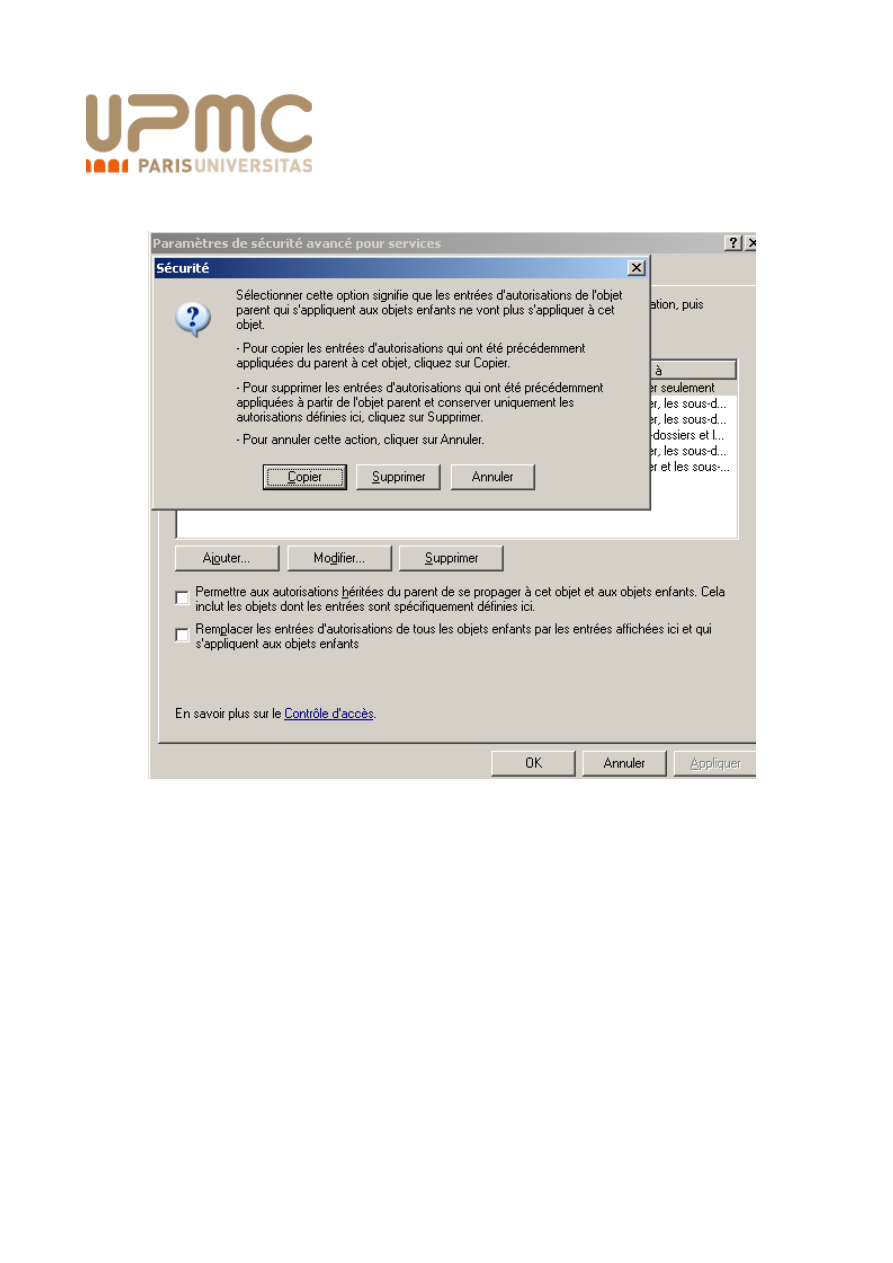 UPMC
PARISUNIVERSITAS
Paramètres de sécurité avancé pour services
Sécurité
Sélectionner cette option signifie que les entrées d'autorisations de l'objet
parent qui s'appliquent aux objets enfants ne vont plus s'appliquer à cet
objet.
- Pour copier les entrées d'autorisations qui ont été précédemment
appliquées du parent à cet objet, cliquez sur Copier.
- Pour supprimer les entrées d'autorisations qui ont été précédemment
appliquées à partir de l'objet parent et conserver uniquement les
autorisations définies ici, cliquez sur Supprimer.
- Pour annuler cette action, cliquer sur Annuler.
Copier
Supprimer
Annuler
ation, puis
à
er seulement
er, les sous-d...
er, les sous-d...
-dossiers et l...
er, les sous-d...
er et les sous-...
Ajouter...
Modifier...
Supprimer
Permettre aux autorisations héritées du parent de se propager à cet objet et aux objets enfants. Cela
inclut les objets dont les entrées sont spécifiquement définies ici.
Remplacer les entrées d'autorisations de tous les objets enfants par les entrées affichées ici et qui
s'appliquent aux objets enfants
En savoir plus sur le Contrôle d'accès.
OK
Annuler
Appliquer